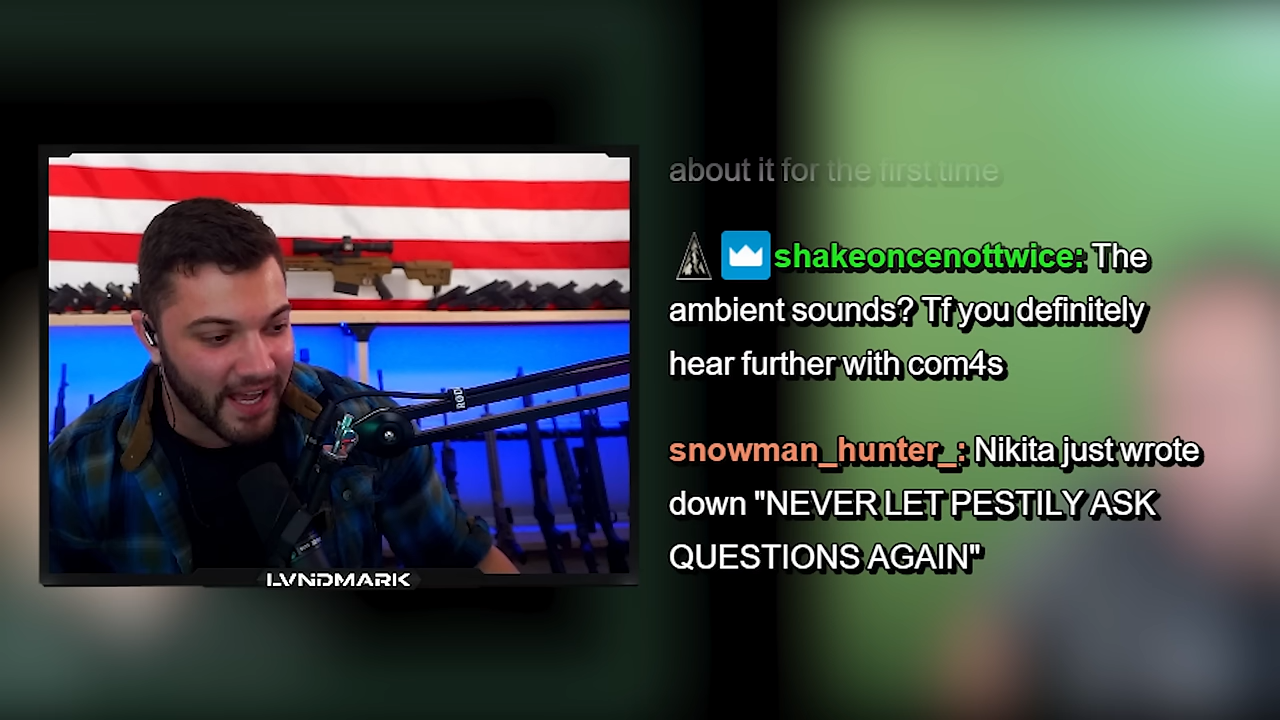 about it for the first time
shakeoncenottwice: The
ambient sounds? Tf you definitely
hear further with com4s
snowman_hunter_: Nikita just wrote
down "NEVER LET PESTILY ASK
QUESTIONS AGAIN"
RODE
LVNDMARK